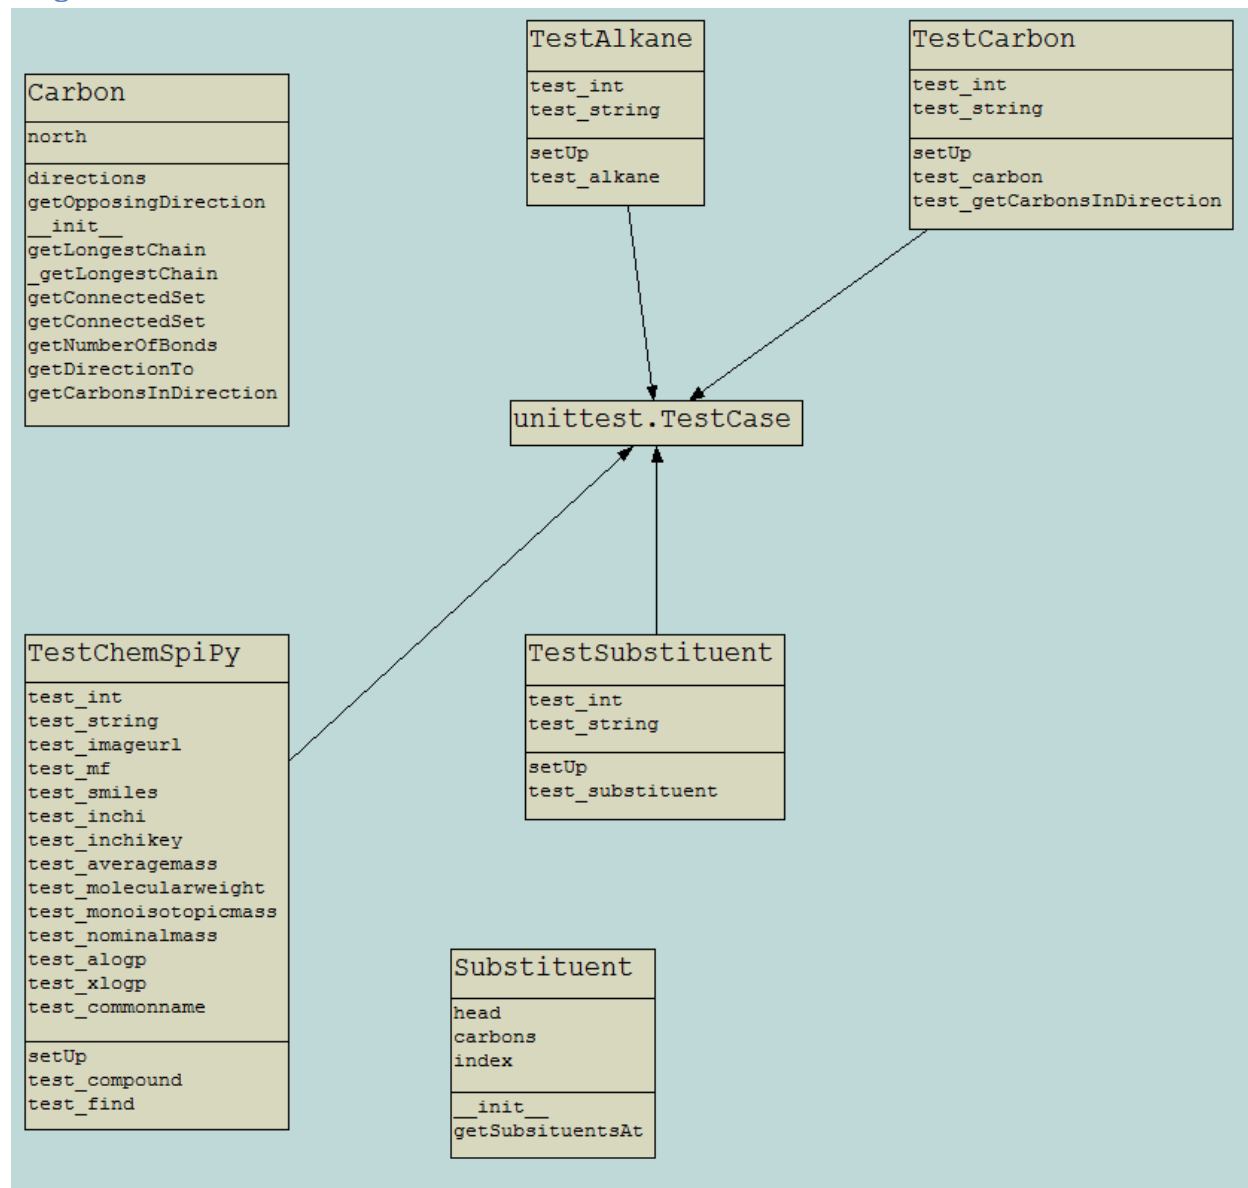 TestAlkane
test_int
test_string
setUp
test_alkane
TestCarbon
test_int
test_string
setUp
test_carbon
test_getCarbonsInDirection
Carbon
north
directions
getOpposingDirection
__init__
getLongestChain
_getLongestChain
getConnectedSet
getConnectedSet
getNumberOfBonds
getDirectionTo
getCarbonsInDirection
unittest.TestCase
TestChemSpiPy
test_int
test_string
test_imageurl
test_mf
test_smiles
test_inchi
test_inchikey
test_averagemass
test_molecularweight
test_monoisotopicmass
test_nominalmass
test_alogp
test_xlogp
test_commonname
setUp
test_compound
test_find
TestSubstituent
test_int
test_string
setUp
test_substituent
Substituent
head
carbons
index
__init__
getSubsituentsAt